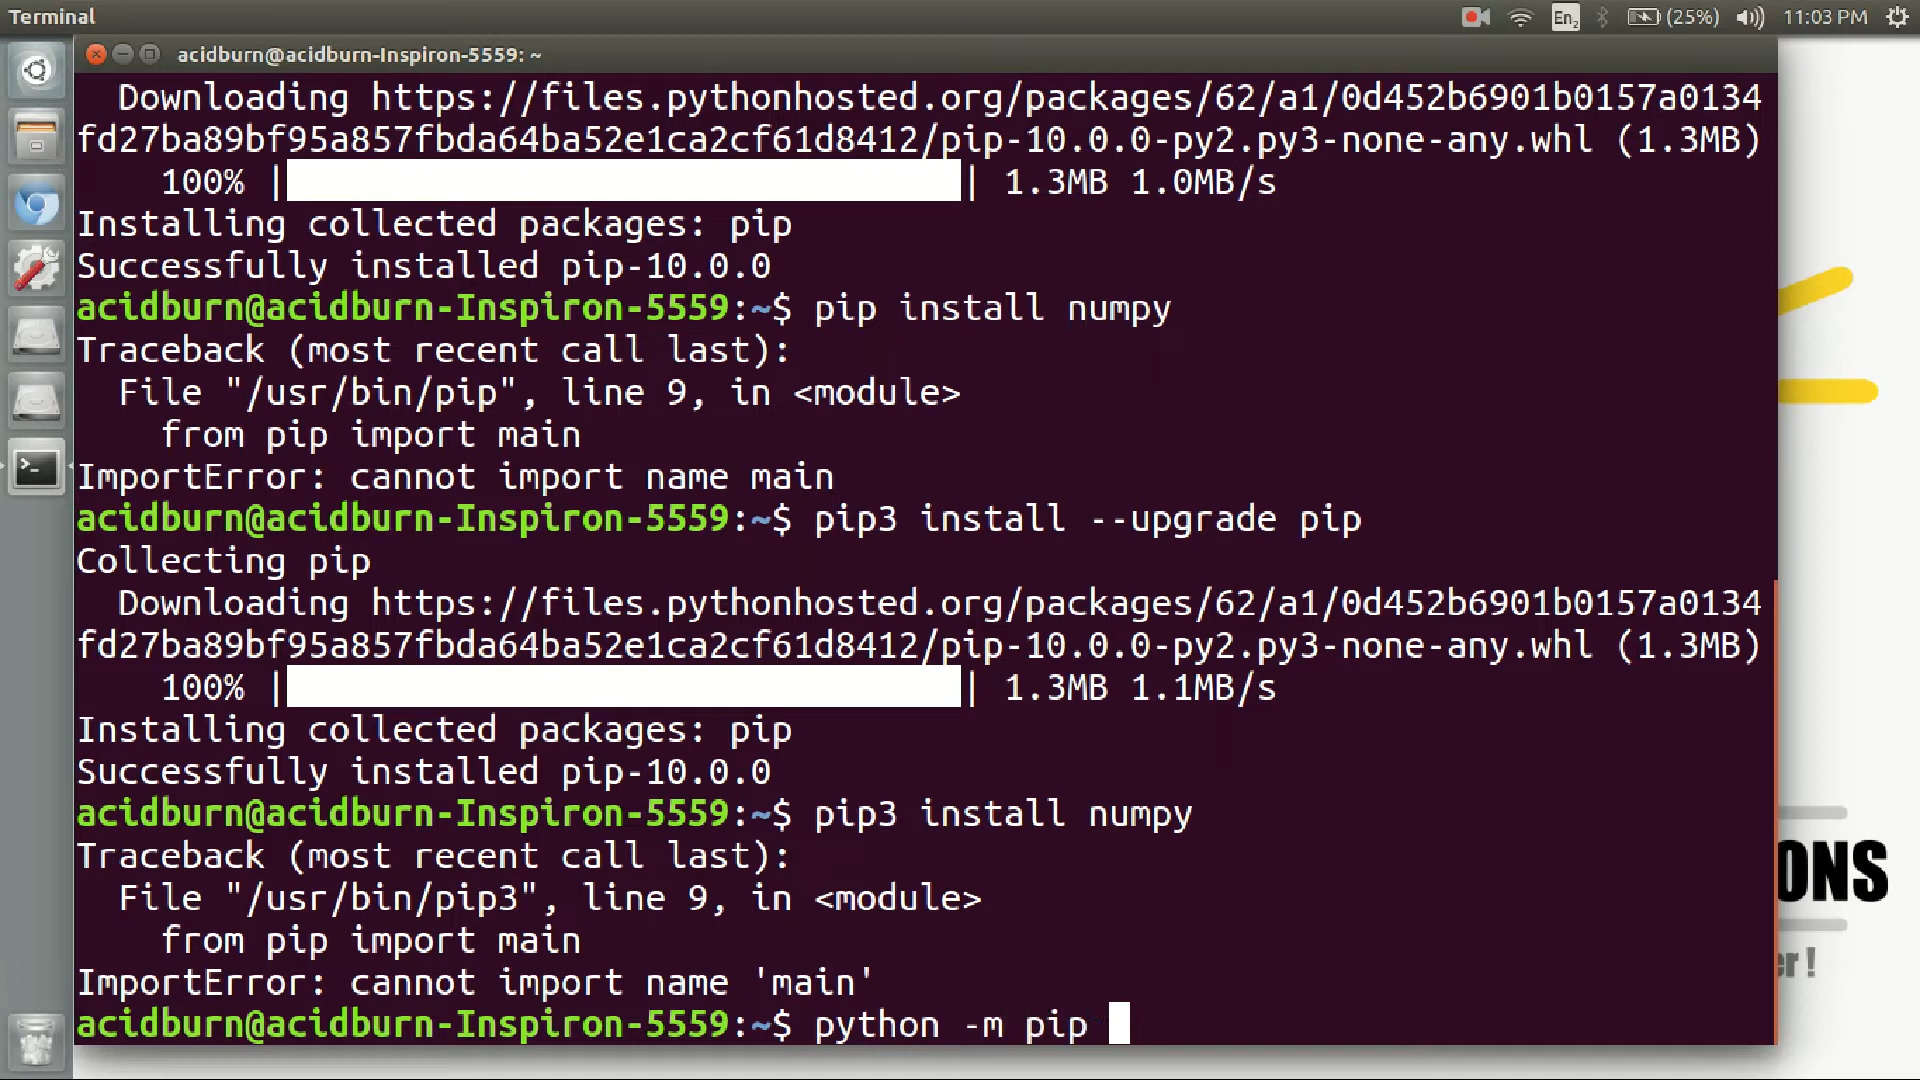 Terminal
En2
(25%)
11:03 PM
acidburn@acidburn-Inspiron-5559: ~
Downloading https://files.pythonhosted.org/packages/62/a1/0d452b6901b0157a0134
fd27ba89bf95a857fbda64ba52e1ca2cf61d8412/pip-10.0.0-py2.py3-none-any.whl (1.3MB)
100% | | 1.3MB 1.0MB/s
Installing collected packages: pip
Successfully installed pip-10.0.0
acidburn@acidburn-Inspiron-5559:~$ pip install numpy
Traceback (most recent call last):
File "/usr/bin/pip", line 9, in <module>
from pip import main
ImportError: cannot import name main
acidburn@acidburn-Inspiron-5559:~$ pip3 install --upgrade pip
Collecting pip
Downloading https://files.pythonhosted.org/packages/62/a1/0d452b6901b0157a0134
fd27ba89bf95a857fbda64ba52e1ca2cf61d8412/pip-10.0.0-py2.py3-none-any.whl (1.3MB)
100% | | 1.3MB 1.1MB/s
Installing collected packages: pip
Successfully installed pip-10.0.0
acidburn@acidburn-Inspiron-5559:~$ pip3 install numpy
Traceback (most recent call last):
File "/usr/bin/pip3", line 9, in <module>
from pip import main
ImportError: cannot import name 'main'
acidburn@acidburn-Inspiron-5559:~$ python -m pip